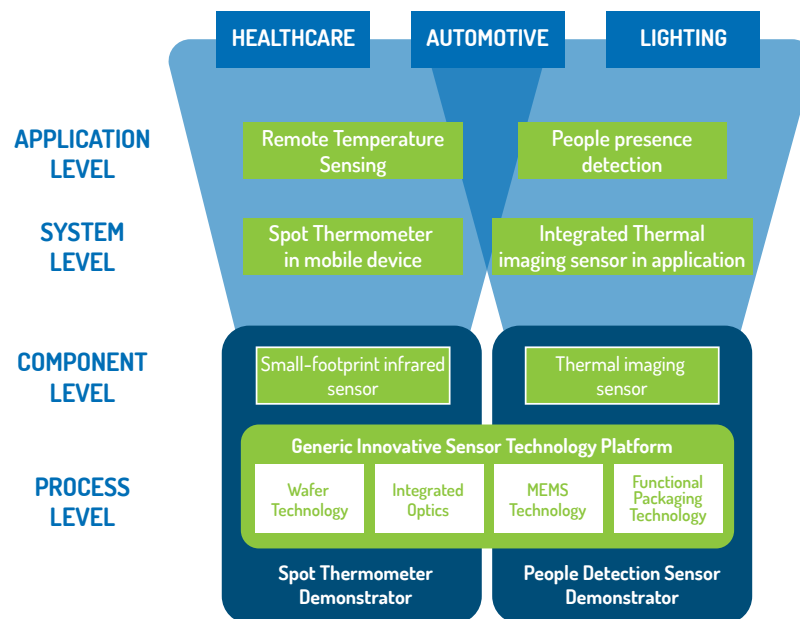 HEALTHCARE
AUTOMOTIVE
LIGHTING
APPLICATION
LEVEL
Remote Temperature
Sensing
People presence
detection
SYSTEM
LEVEL
Spot Thermometer
in mobile device
Integrated Thermal
imaging sensor in application
COMPONENT
LEVEL
Small-footprint infrared
sensor
Thermal imaging
sensor
PROCESS
LEVEL
Generic Innovative Sensor Technology Platform
Wafer
Technology
Integrated
Optics
MEMS
Technology
Functional
Packaging
Technology
Spot Thermometer
Demonstrator
People Detection Sensor
Demonstrator